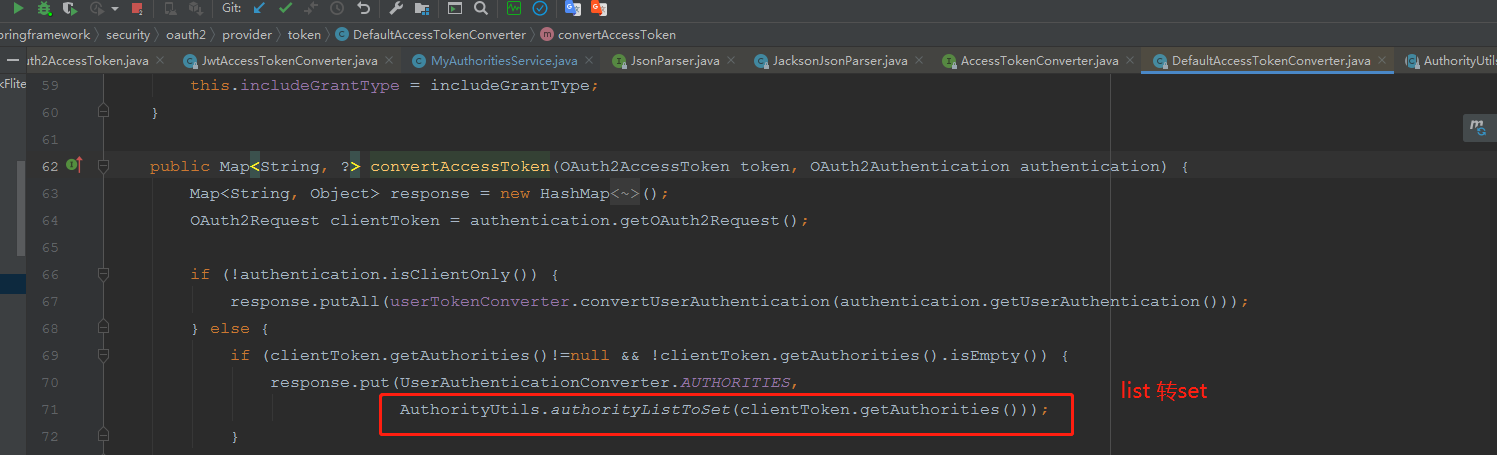 Git:
oringframework security oauth2 provider token DefaultAccessTokenConverter convertAccessToken
uth2AccessToken.java JwtAccessTokenConverter.java MyAuthoritiesService.java JsonParser.java JacksonJsonParser.java AccessTokenConverter.java DefaultAccessTokenConverter.java AuthorityUtils
kFlite
59 this.includeGrantType = includeGrantType;
60 }
61
62 public Map<String, ?> convertAccessToken(OAuth2AccessToken token, OAuth2Authentication authentication) {
63 Map<String, Object> response = new HashMap<~>();
64 OAuth2Request clientToken = authentication.getOAuth2Request();
65
66 if (!authentication.isClientOnly()) {
67 response.putAll(userTokenConverter.convertUserAuthentication(authentication.getUserAuthentication()));
68 } else {
69 if (clientToken.getAuthorities()!=null && !clientToken.getAuthorities().isEmpty()) {
70 response.put(UserAuthenticationConverter.AUTHORITIES,
71 AuthorityUtils.authorityListToSet(clientToken.getAuthorities()));
list 转set
72 }